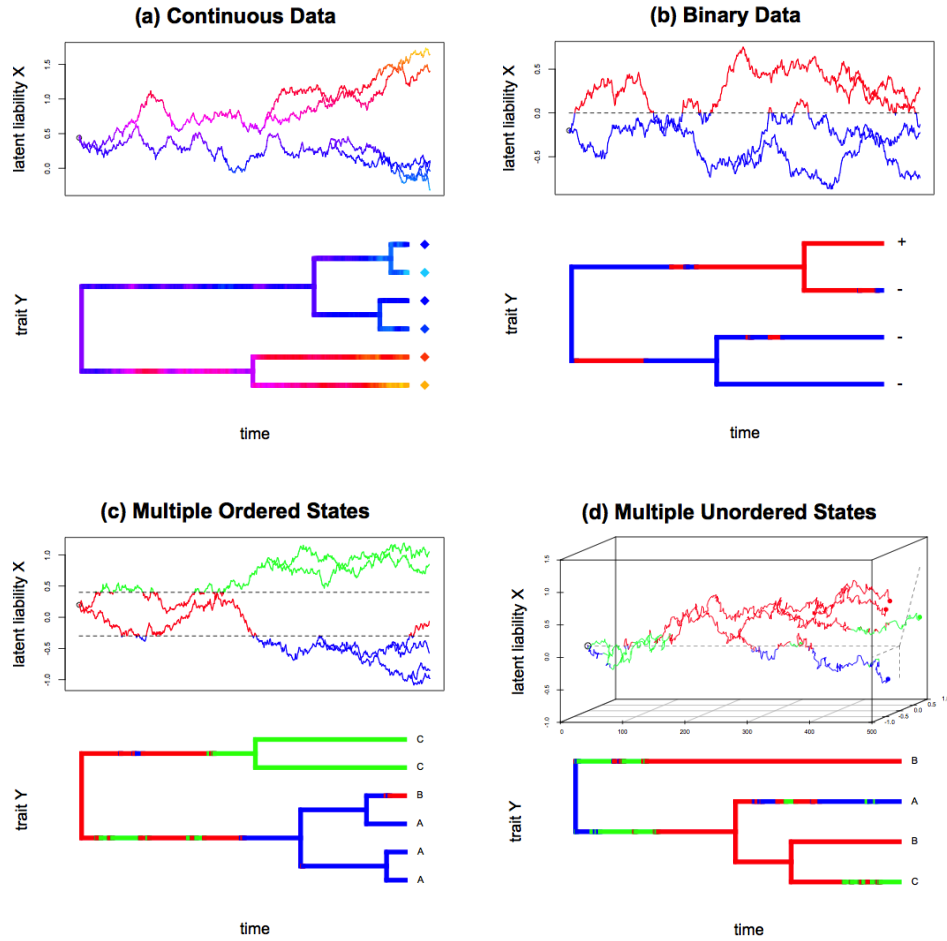 (a) Continuous Data
latent liability X
1.5
1.0
0.5
0.0
trait Y
time
(b) Binary Data
latent liability X
0.5
0.0
-0.5
trait Y
+
-
-
-
time
(c) Multiple Ordered States
latent liability X
1.0
0.5
0.0
-0.5
-1.0
trait Y
C
C
B
A
A
A
time
(d) Multiple Unordered States
latent liability X
1.5
1.0
0.5
0.0
-0.5
-1.0
0 100 200 300 400 500
-1.0 -0.5 0.0 0.5
trait Y
B
A
B
C
time